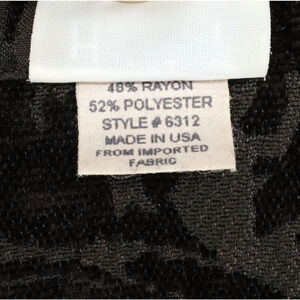 48% RAYON
52% POLYESTER
STYLE # 6312
MADE IN USA
FROM IMPORTED
FABRIC